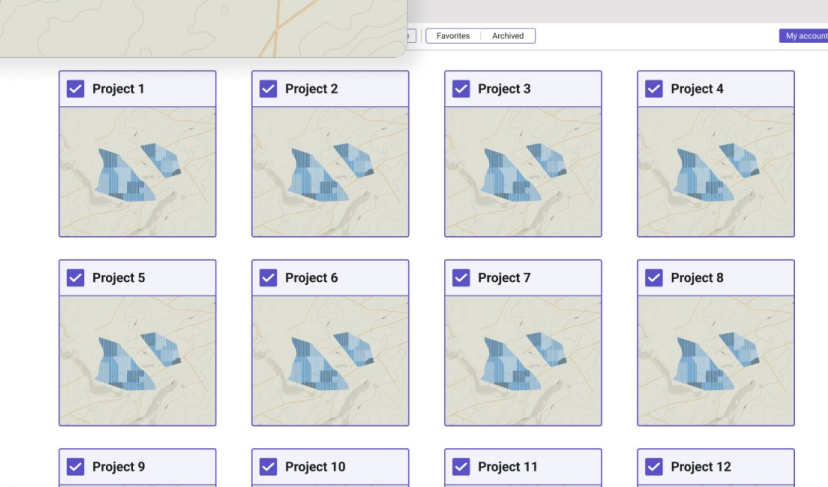 Favorites Archived My account
Project 1 Project 2 Project 3 Project 4
Project 5 Project 6 Project 7 Project 8
Project 9 Project 10 Project 11 Project 12